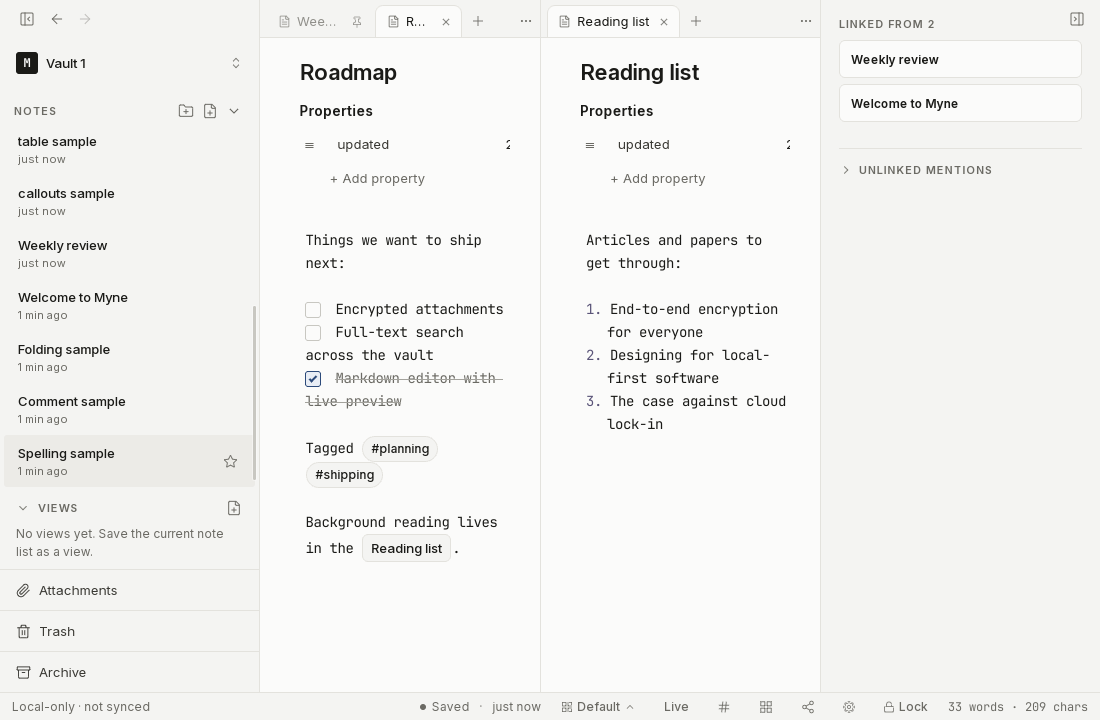 M Vault 1
NOTES
table sample
just now
callouts sample
just now
Weekly review
just now
Welcome to Myne
1 min ago
Folding sample
1 min ago
Comment sample
1 min ago
Spelling sample
1 min ago
VIEWS
No views yet. Save the current note
list as a view.
Attachments
Trash
Archive
Wee…
R…
Roadmap
Properties
updated
+ Add property
Things we want to ship
next:
Encrypted attachments
Full-text search
across the vault
Markdown editor with
live preview
Tagged #planning
#shipping
Background reading lives
in the Reading list .
Reading list
Reading list
Properties
updated
+ Add property
Articles and papers to
get through:
1. End-to-end encryption
for everyone
2. Designing for local-
first software
3. The case against cloud
lock-in
LINKED FROM 2
Weekly review
Welcome to Myne
UNLINKED MENTIONS
Local-only · not synced
Saved · just now
Default
Live
Lock
33 words · 209 chars